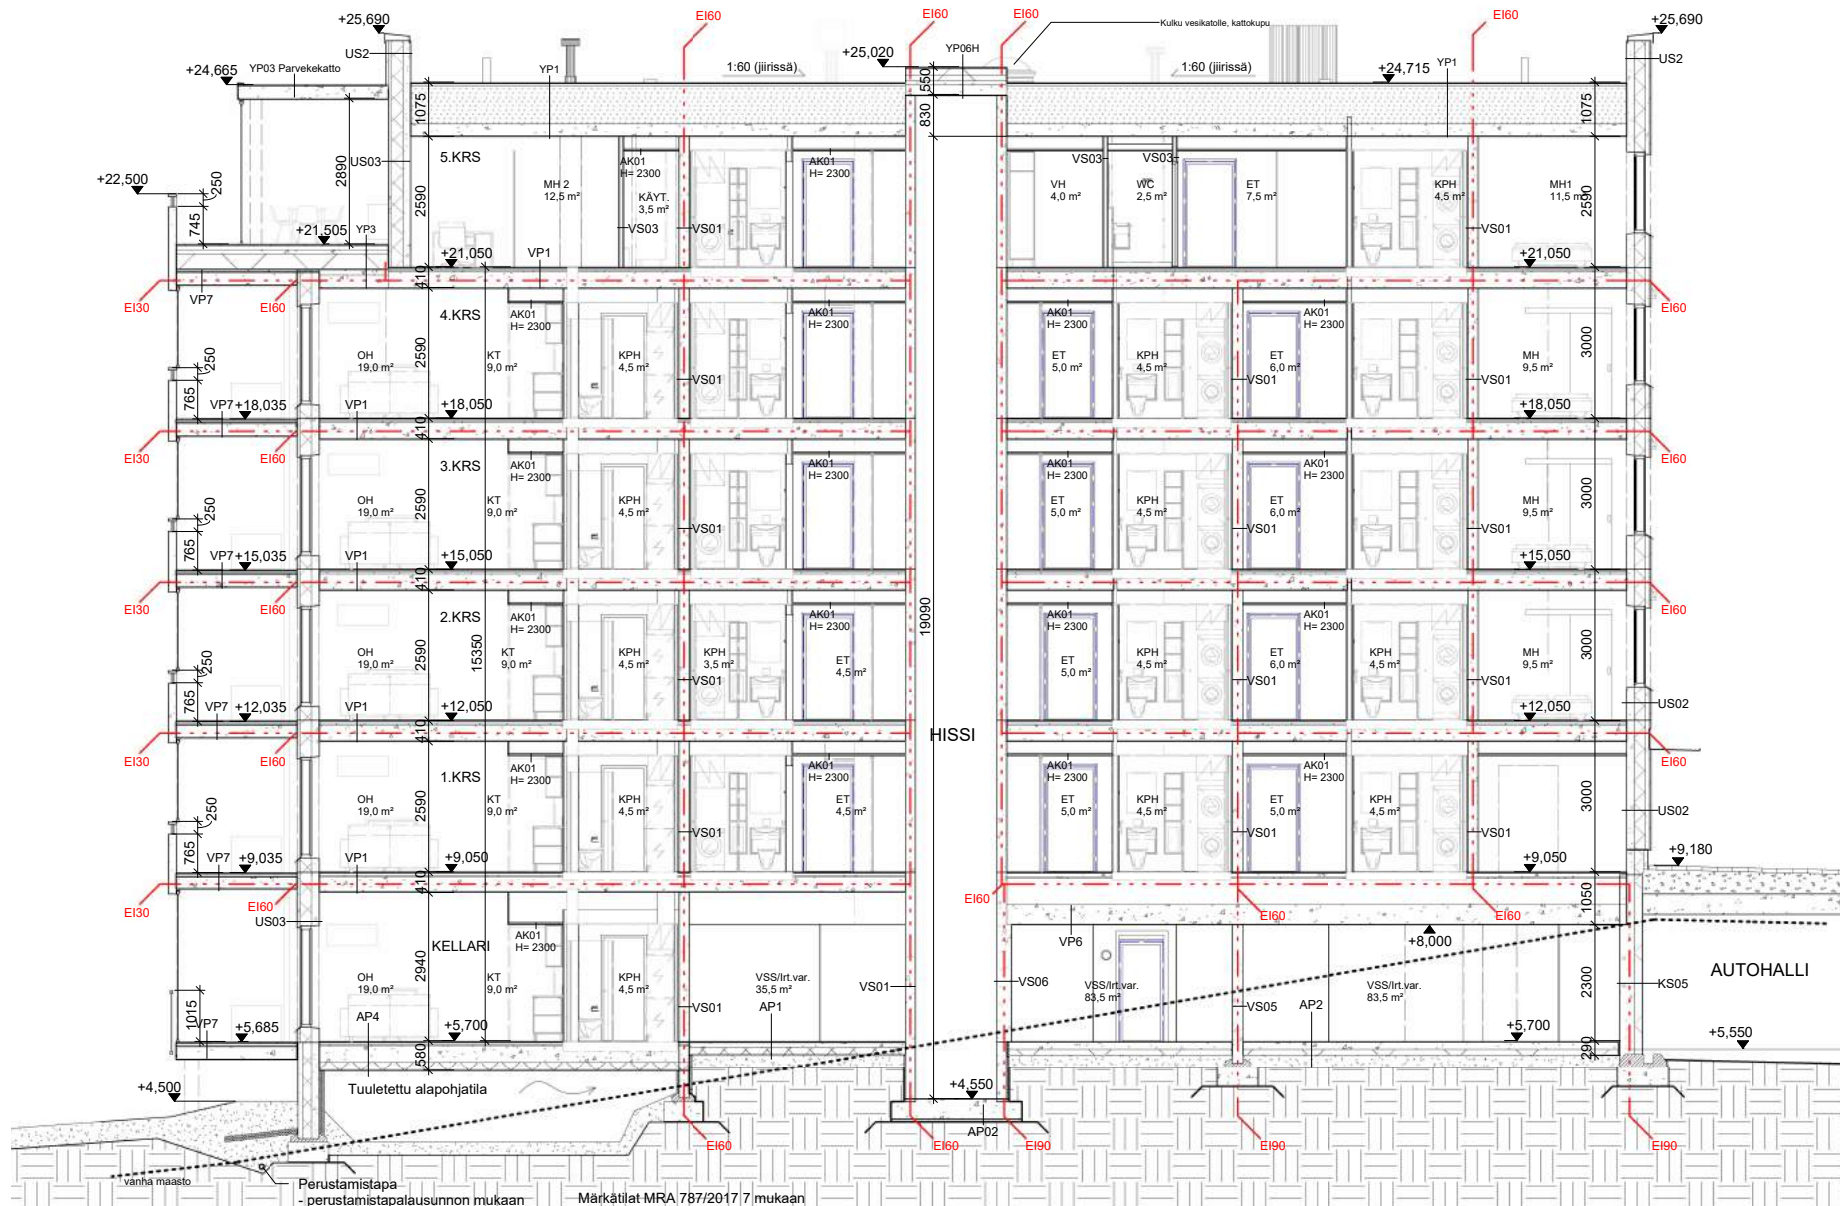 EI60
EI60
EI60
EI60
+25,690
US2
YP03 Parvekekatto
+24,665
1075
YP1
1:60 (jiirissä)
+25,020
YP06H
550
830
Kulku vesikatolle, kattokupu
1:60 (jiirissä)
+24,715
YP1
1075
+25,690
US2
+22,500
250
745
2890
US03
+21,505
YP3
5.KRS
2590
MH 2
12,5 m²
AK01
H= 2300
KÄYT.
3,5 m²
VS03
VS01
AK01
H= 2300
VH
4,0 m²
VS03
WC
2,5 m²
VS03
ET
7,5 m²
KPH
4,5 m²
VS01
MH1
11,5 m²
2590
+21,050
VP1
+21,050
EI30
VP7
EI60
410
EI60
4.KRS
250
765
OH
19,0 m²
2590
KT
9,0 m²
AK01
H= 2300
KPH
4,5 m²
VS01
AK01
H= 2300
AK01
H= 2300
ET
5,0 m²
KPH
4,5 m²
VS01
AK01
H= 2300
ET
6,0 m²
VS01
MH
9,5 m²
3000
VP7
+18,035
VP1
+18,050
+18,050
EI30
EI60
410
EI60
3.KRS
250
765
OH
19,0 m²
2590
KT
9,0 m²
AK01
H= 2300
KPH
4,5 m²
VS01
AK01
H= 2300
AK01
H= 2300
ET
5,0 m²
KPH
4,5 m²
VS01
AK01
H= 2300
ET
6,0 m²
VS01
MH
9,5 m²
3000
VP7
+15,035
VP1
+15,050
+15,050
EI30
EI60
410
EI60
2.KRS
250
765
OH
19,0 m²
2590
15350
KT
9,0 m²
AK01
H= 2300
KPH
4,5 m²
KPH
3,5 m²
VS01
AK01
H= 2300
ET
4,5 m²
19090
AK01
H= 2300
ET
5,0 m²
KPH
4,5 m²
VS01
AK01
H= 2300
ET
6,0 m²
KPH
4,5 m²
VS01
MH
9,5 m²
3000
US02
VP7
+12,035
VP1
+12,050
+12,050
EI30
EI60
410
HISSI
EI60
1.KRS
250
765
OH
19,0 m²
2590
KT
9,0 m²
AK01
H= 2300
KPH
4,5 m²
VS01
AK01
H= 2300
ET
4,5 m²
AK01
H= 2300
ET
5,0 m²
KPH
4,5 m²
VS01
AK01
H= 2300
ET
5,0 m²
KPH
4,5 m²
VS01
3000
US02
VP7
+9,035
VP1
+9,050
+9,050
+9,180
EI30
EI60
410
EI60
EI60
EI60
1050
US03
KELLARI
AK01
H= 2300
VP6
+8,000
1015
OH
19,0 m²
2940
KT
9,0 m²
KPH
4,5 m²
VS01
VSS/Irt.var.
35,5 m²
AP1
VS01
VS06
VSS/Irt.var.
83,5 m²
VS05
AP2
VSS/Irt.var.
83,5 m²
2300
KS05
AUTOHALLI
VP7
+5,685
AP4
+5,700
+5,700
+5,550
580
290
+4,500
Tuuletettu alapohjatila
+4,550
AP02
EI60
EI60
EI90
EI90
EI90
vanha maasto
Perustamistapa
- perustamistapalausunnon mukaan
Märkätilat MRA 787/2017 7 mukaan